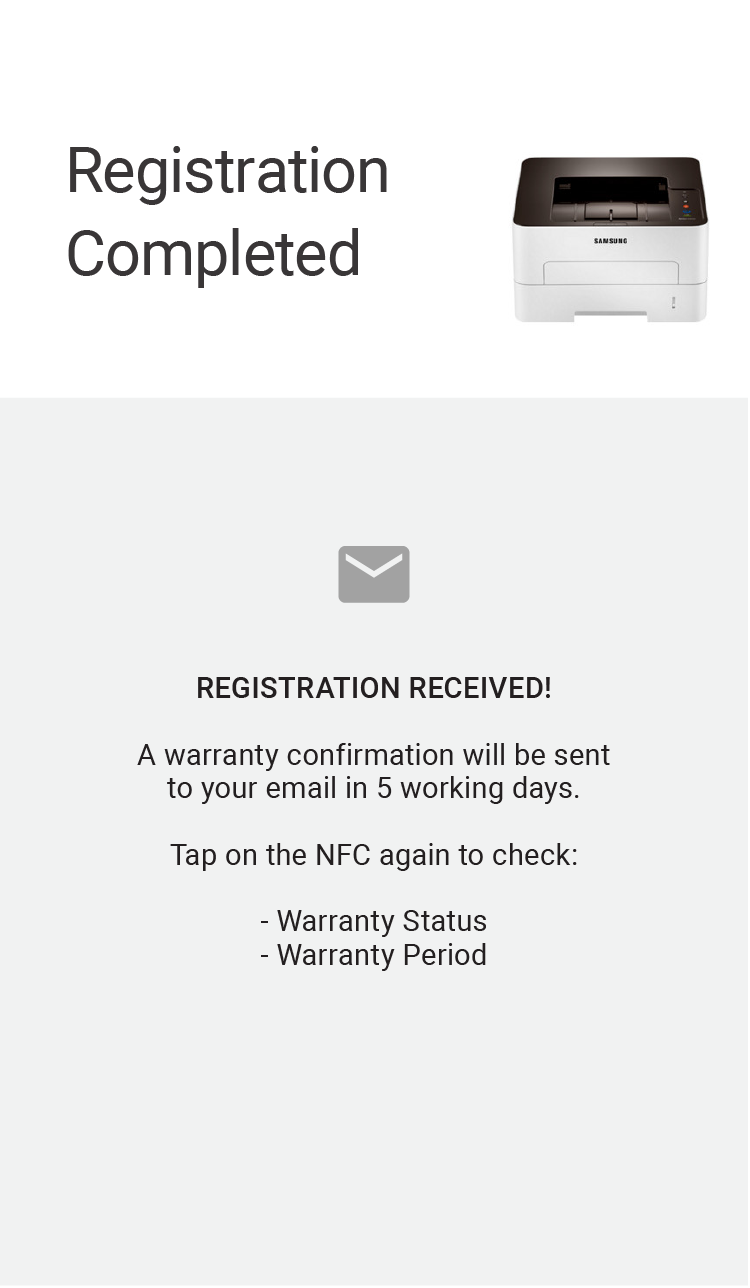 Registration
Completed
SAMSUNG
REGISTRATION RECEIVED!
A warranty confirmation will be sent
to your email in 5 working days.
Tap on the NFC again to check:
- Warranty Status
- Warranty Period